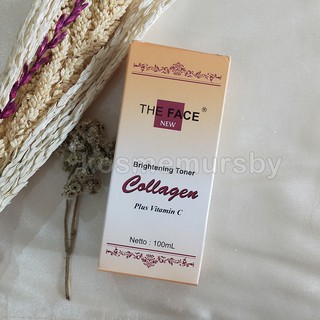 THE FACE ®
NEW
Brightening Toner
Collagen
Plus Vitamin C
Netto : 100mL